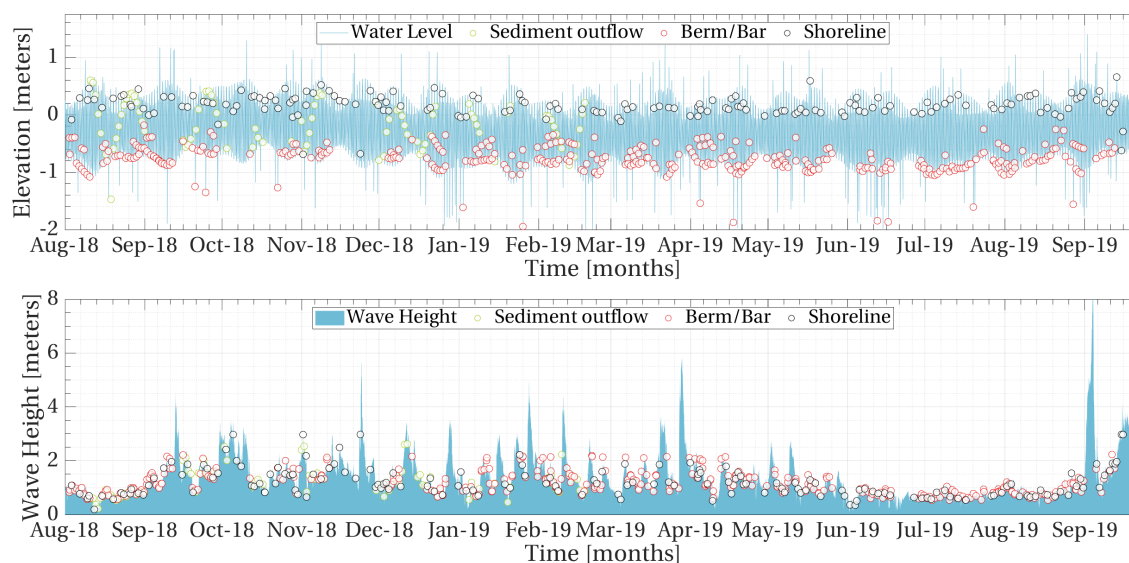 Elevation [meters]
Water Level Sediment outflow Berm/Bar Shoreline
1
0
-1
-2
Aug-18 Sep-18 Oct-18 Nov-18 Dec-18 Jan-19 Feb-19 Mar-19 Apr-19 May-19 Jun-19 Jul-19 Aug-19 Sep-19
Time [months]
Wave Height [meters]
Wave Height Sediment outflow Berm/Bar Shoreline
8
6
4
2
0
Aug-18 Sep-18 Oct-18 Nov-18 Dec-18 Jan-19 Feb-19 Mar-19 Apr-19 May-19 Jun-19 Jul-19 Aug-19 Sep-19
Time [months]